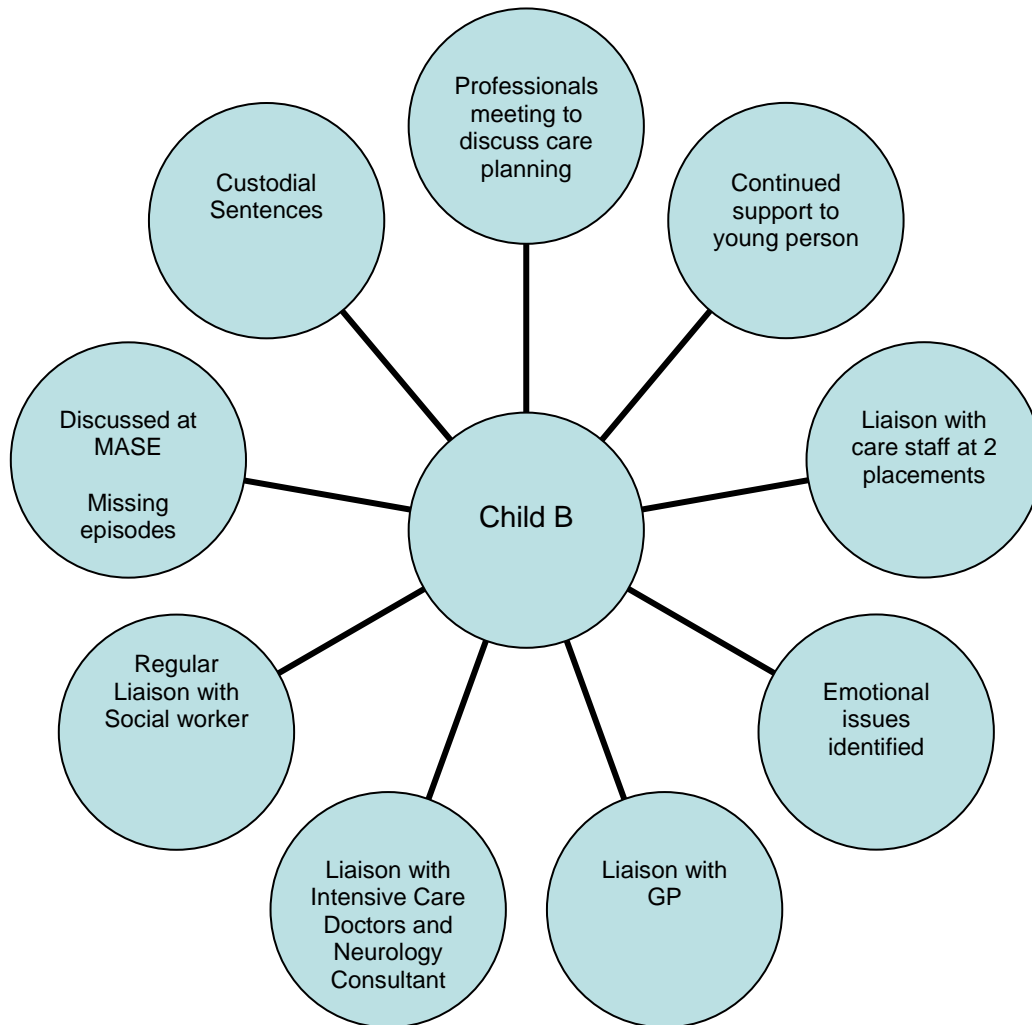 Professionals
meeting to
discuss care
planning
Continued
support to
young person
Liaison with
care staff at 2
placements
Emotional
issues
identified
Liaison with
GP
Liaison with
Intensive Care
Doctors and
Neurology
Consultant
Regular
Liaison with
Social worker
Discussed at
MASE
Missing
episodes
Custodial
Sentences
Child B